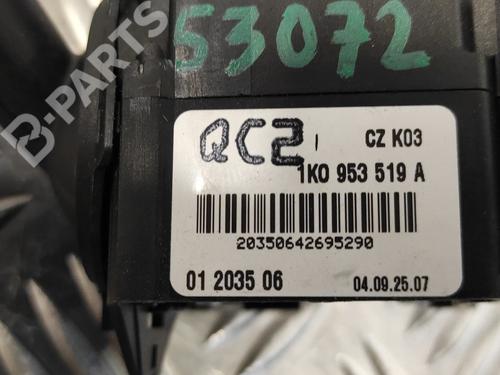 53072
B-PARTS
QC2
CZ K03
1K0 953 519 A
20350642695290
01 2035 06
04.09.25.07